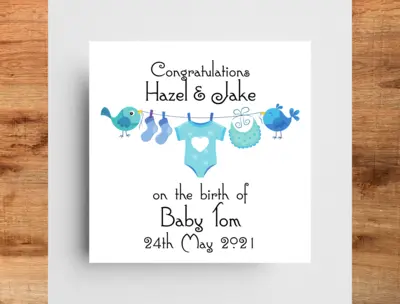 Congratulations
Hazel & Jake
on the birth of
Baby Tom
24th May 2021